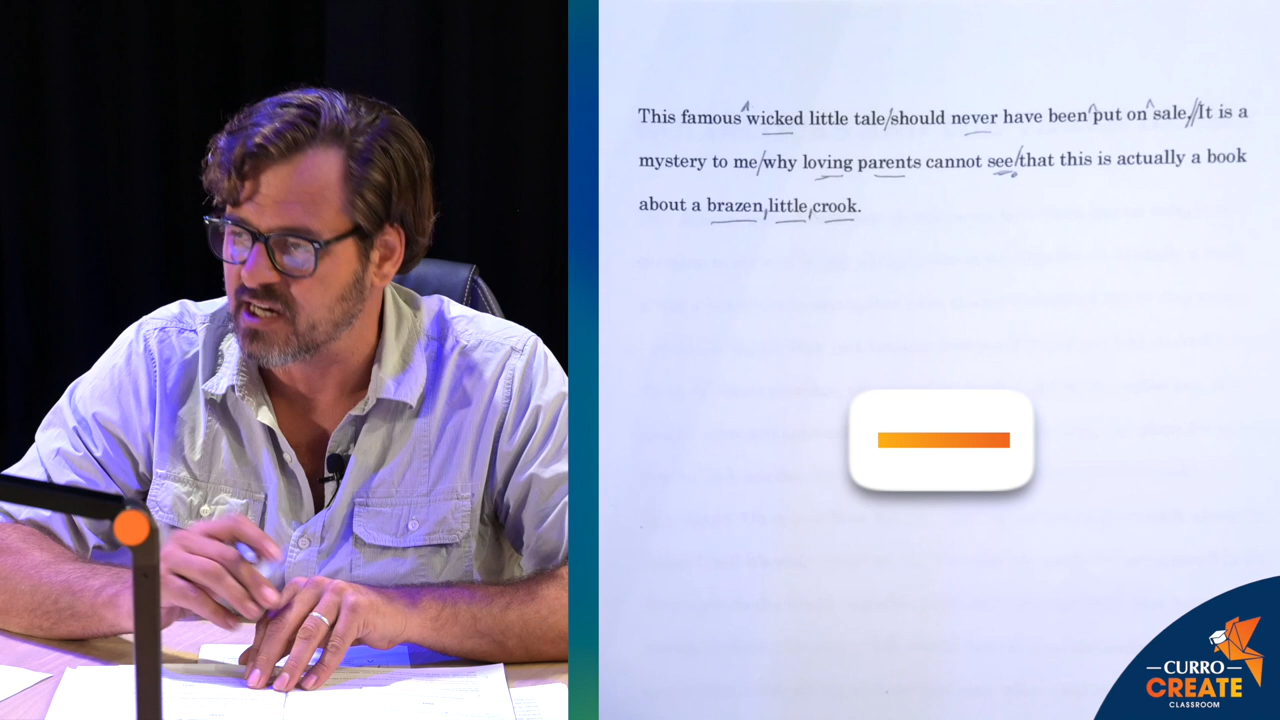 This famous wicked little tale/should never have been put on sale.//It is a
mystery to me/why loving parents cannot see/that this is actually a book
about a brazen,little,crook.
CURRO
CREATE
CLASSROOM